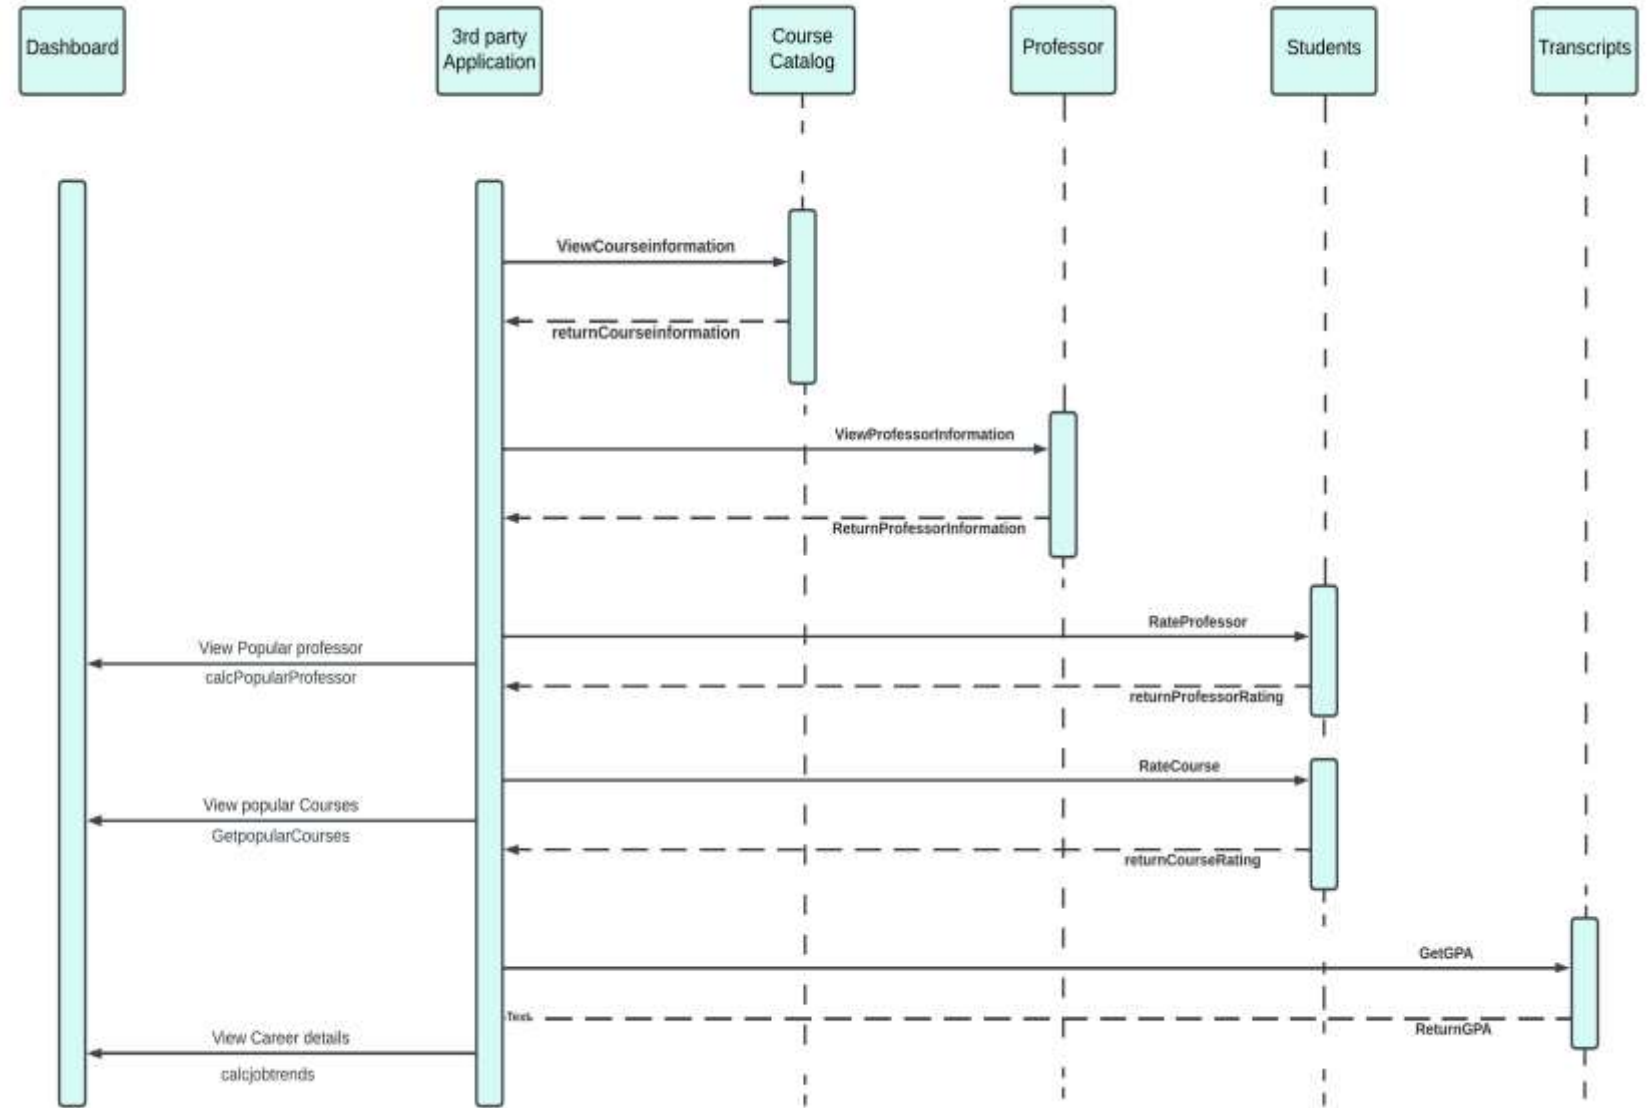 Dashboard
3rd party
Application
Course
Catalog
Professor
Students
Transcripts
ViewCourseinformation
returnCourseinformation
ViewProfessorInformation
ReturnProfessorInformation
RateProfessor
View Popular professor
calcPopularProfessor
returnProfessorRating
RateCourse
View popular Courses
GetpopularCourses
returnCourseRating
GetGPA
Text
ReturnGPA
View Career details
calcjobtrends